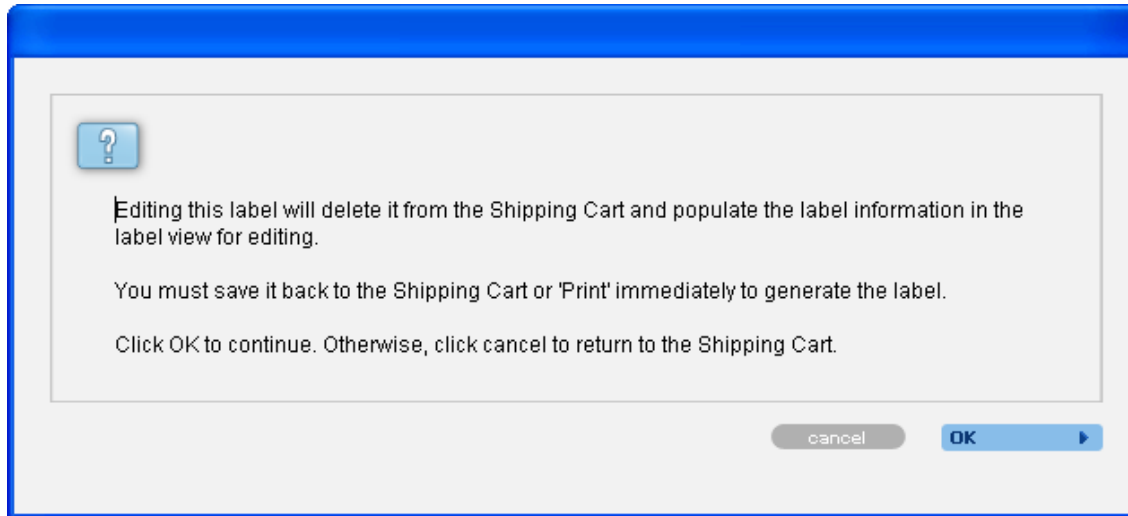 ?
Editing this label will delete it from the Shipping Cart and populate the label information in the
label view for editing.
You must save it back to the Shipping Cart or 'Print' immediately to generate the label.
Click OK to continue. Otherwise, click cancel to return to the Shipping Cart.
cancel
OK